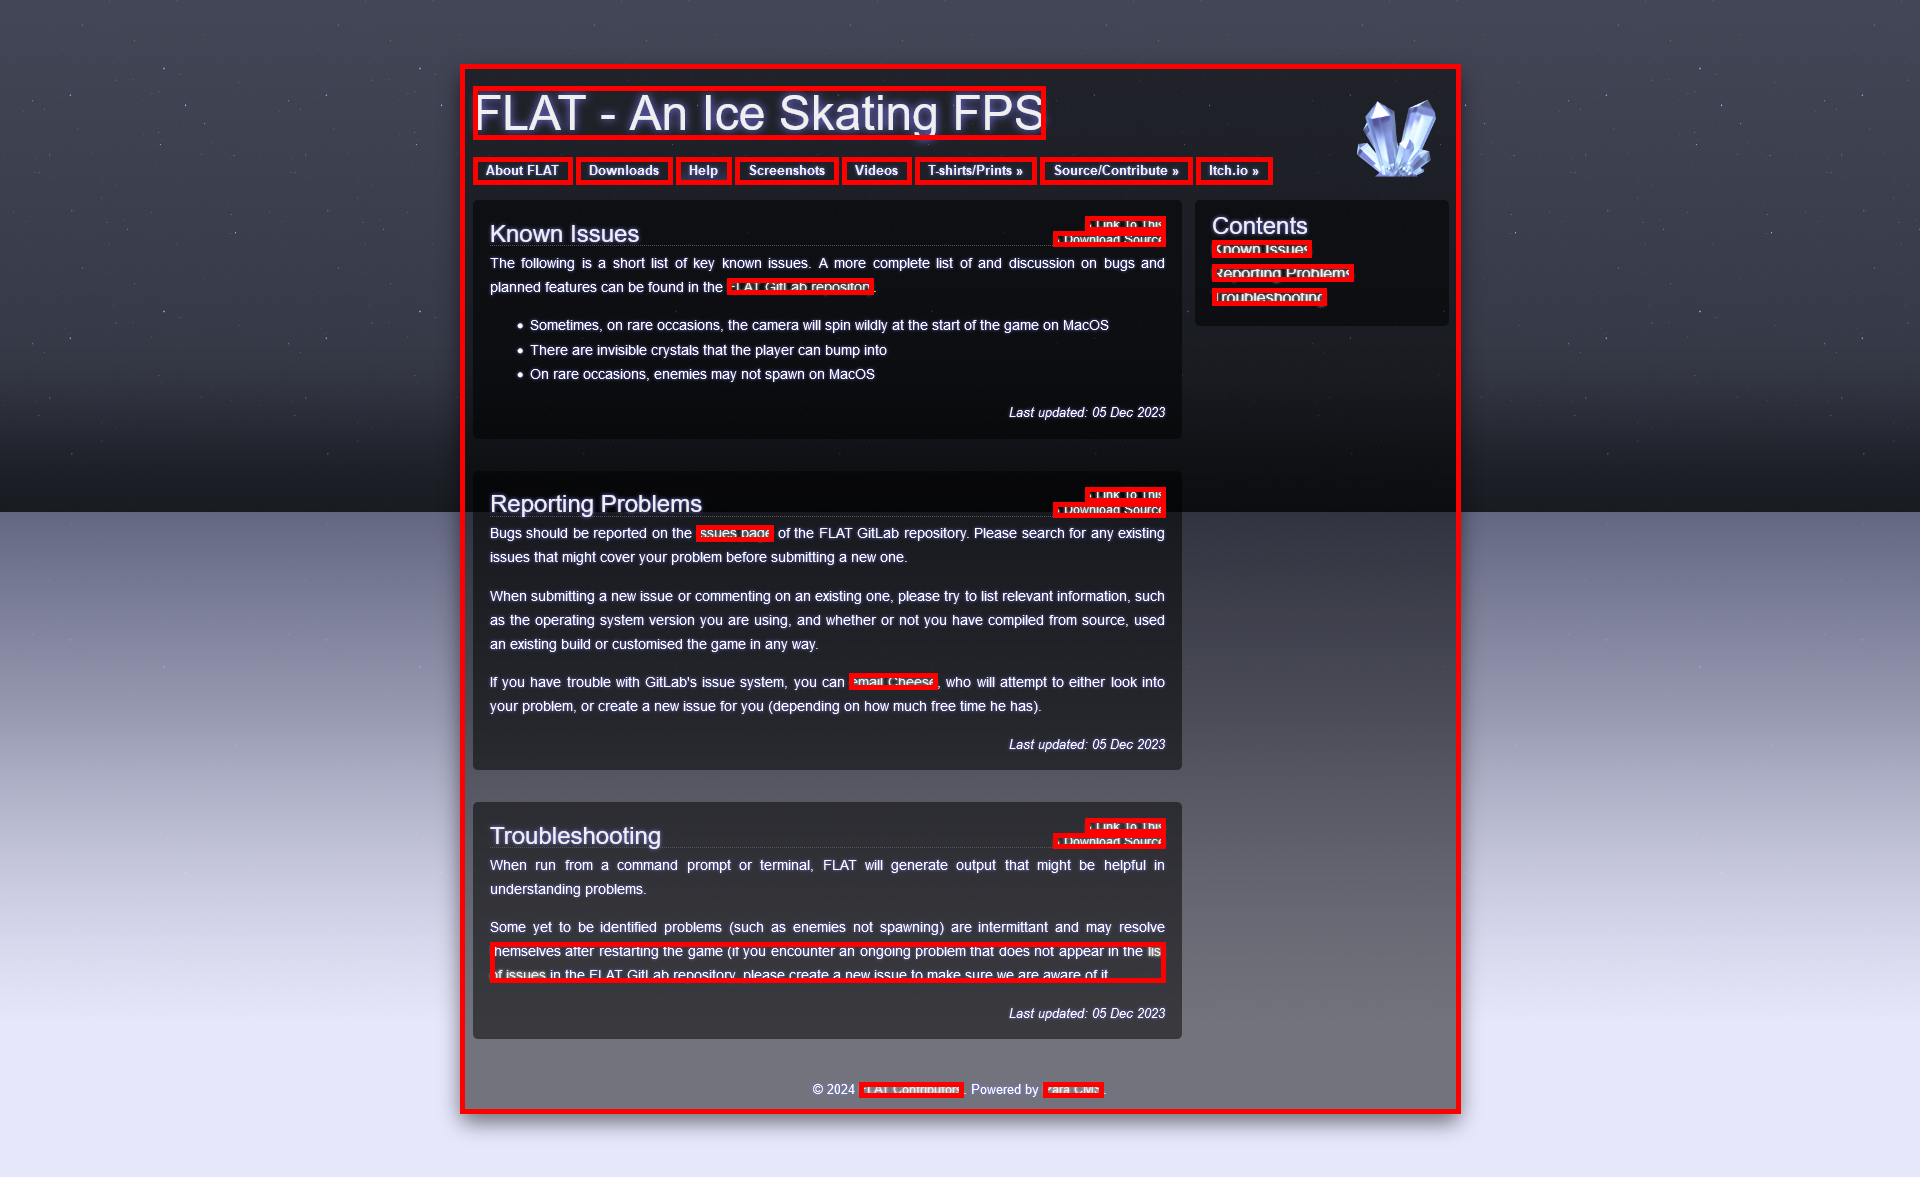 FLAT - An Ice Skating FPS
About FLAT Downloads Help Screenshots Videos T-shirts/Prints » Source/Contribute » Itch.io »
Known Issues
Link To This
Download Source
The following is a short list of key known issues. A more complete list of and discussion on bugs and
planned features can be found in the FLAT GitLab repository.
• Sometimes, on rare occasions, the camera will spin wildly at the start of the game on MacOS
• There are invisible crystals that the player can bump into
• On rare occasions, enemies may not spawn on MacOS
Last updated: 05 Dec 2023
Reporting Problems
Link To This
Download Source
Bugs should be reported on the issues page of the FLAT GitLab repository. Please search for any existing
issues that might cover your problem before submitting a new one.
When submitting a new issue or commenting on an existing one, please try to list relevant information, such
as the operating system version you are using, and whether or not you have compiled from source, used
an existing build or customised the game in any way.
If you have trouble with GitLab's issue system, you can email Cheese, who will attempt to either look into
your problem, or create a new issue for you (depending on how much free time he has).
Last updated: 05 Dec 2023
Troubleshooting
Link To This
Download Source
When run from a command prompt or terminal, FLAT will generate output that might be helpful in
understanding problems.
Some yet to be identified problems (such as enemies not spawning) are intermittant and may resolve
themselves after restarting the game (if you encounter an ongoing problem that does not appear in the list
of issues in the FLAT GitLab repository, please create a new issue to make sure we are aware of it
Last updated: 05 Dec 2023
Contents
Known Issues
Reporting Problems
Troubleshooting
© 2024 FLAT Contributors. Powered by Zara CMS.